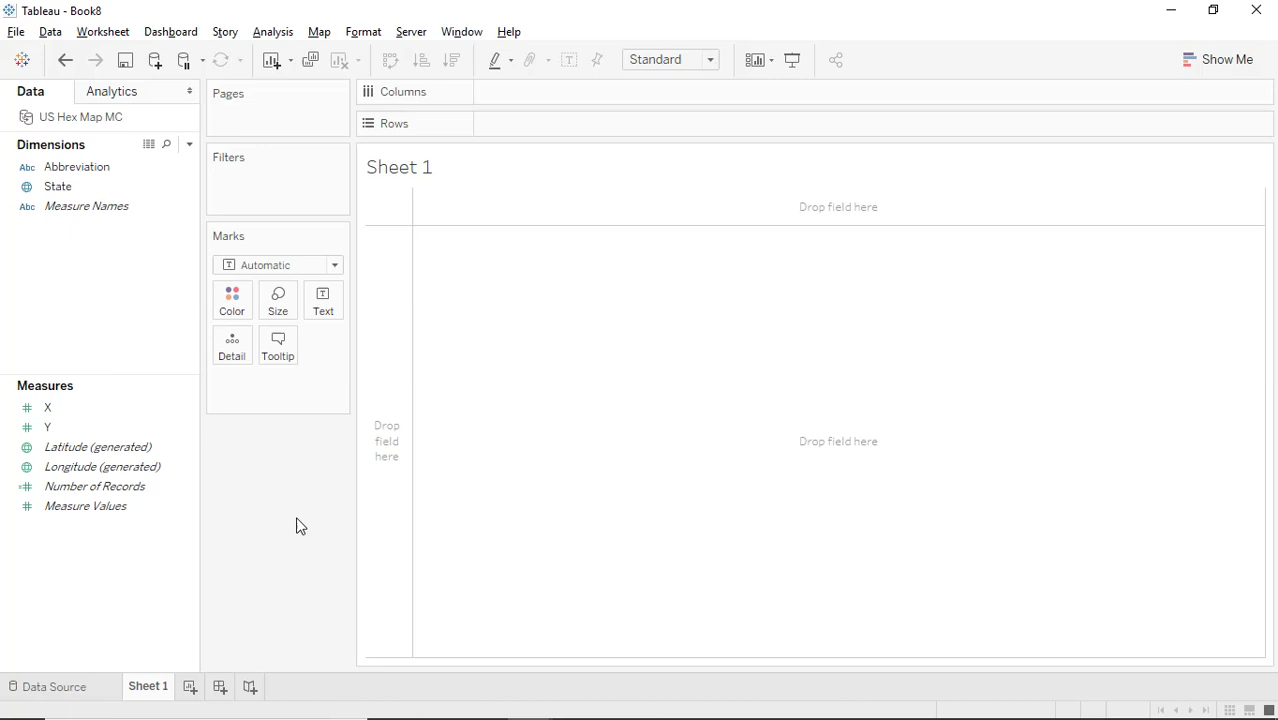 Tableau - Book8
File Data Worksheet Dashboard Story Analysis Map Format Server Window Help
Standard Show Me
Data Analytics
US Hex Map MC
Dimensions
Abc Abbreviation
State
Abc Measure Names
Measures
X
Y
Latitude (generated)
Longitude (generated)
Number of Records
Measure Values
Pages
Filters
Marks
Automatic
Color Size Text
Detail Tooltip
Columns
Rows
Sheet 1
Drop field here
Drop
field
here
Drop field here
Data Source Sheet 1